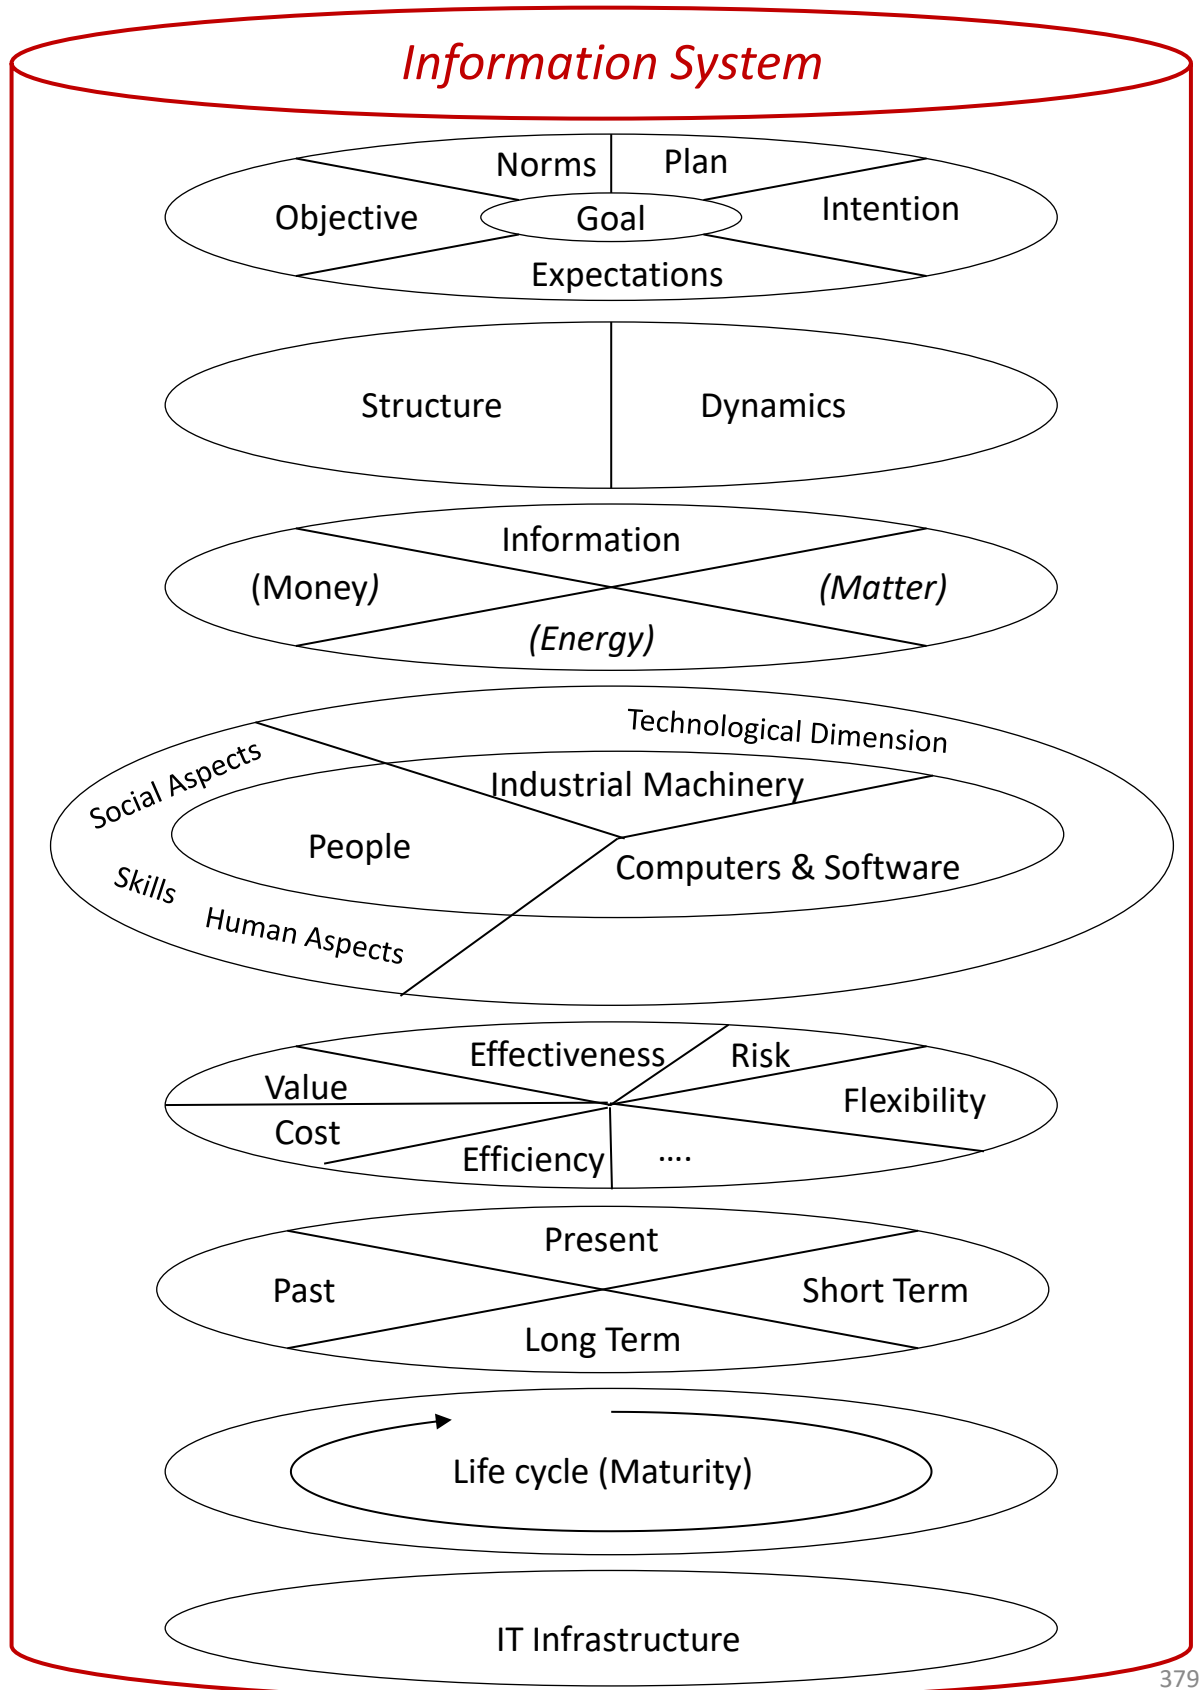 Information System
Norms
Plan
Objective
Goal
Intention
Expectations
Structure
Dynamics
Information
(Money)
(Matter)
(Energy)
Technological Dimension
Social Aspects
Industrial Machinery
People
Computers & Software
Skills
Human Aspects
Effectiveness
Risk
Value
Flexibility
Cost
Efficiency
....
Present
Past
Short Term
Long Term
Life cycle (Maturity)
IT Infrastructure
379